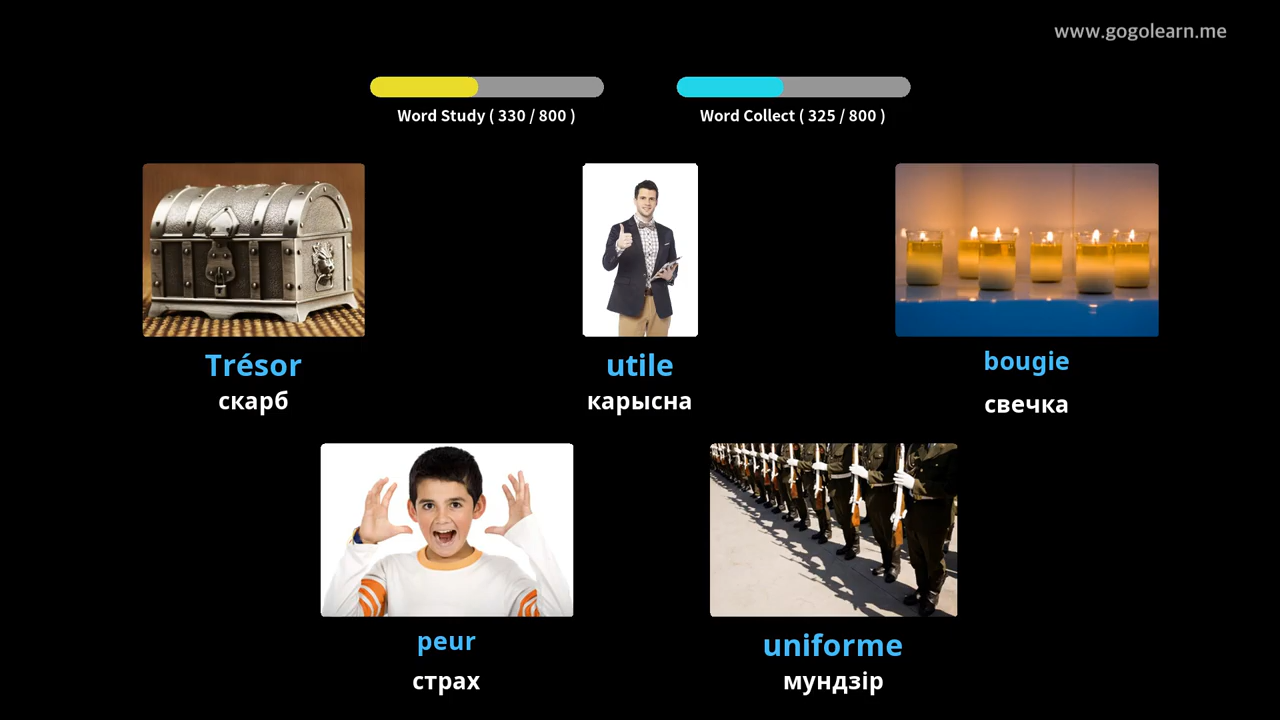 www.gogolearn.me
Word Study ( 330 / 800 )
Word Collect ( 325 / 800 )
Trésor
скарб
utile
карысна
bougie
свечка
peur
страх
uniforme
мундзір